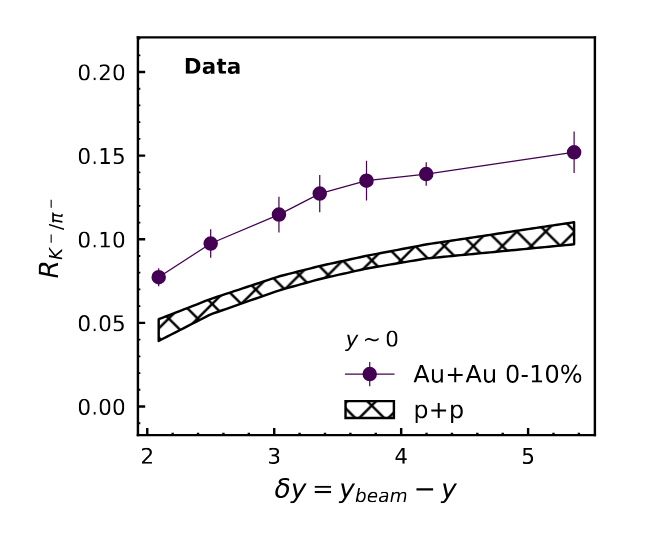 Data
0.20
0.15
0.10
0.05
0.00
R_{K^-/π^-}
y ~ 0
Au+Au 0-10%
p+p
2 3 4 5
δy = y_{beam} − y